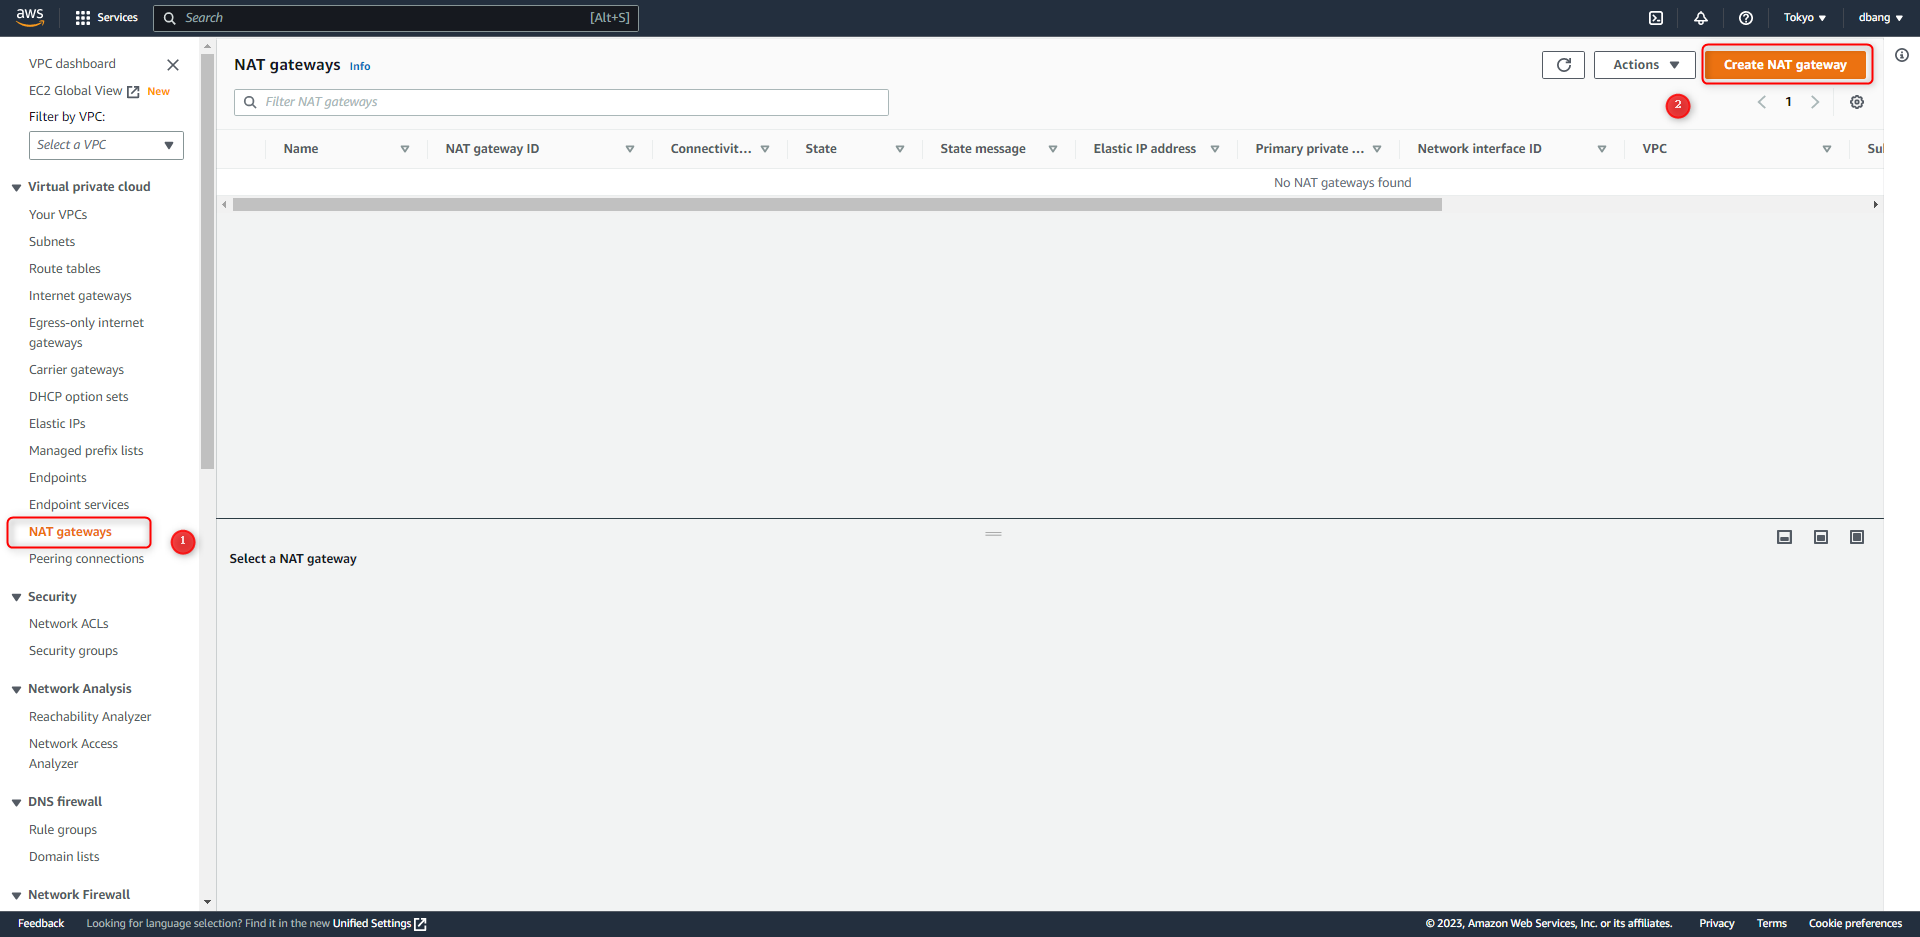 aws
Services
Search
[Alt+S]
Tokyo
dbang
VPC dashboard
EC2 Global View New
Filter by VPC:
Select a VPC
Virtual private cloud
Your VPCs
Subnets
Route tables
Internet gateways
Egress-only internet
gateways
Carrier gateways
DHCP option sets
Elastic IPs
Managed prefix lists
Endpoints
Endpoint services
NAT gateways
1
Peering connections
Security
Network ACLs
Security groups
Network Analysis
Reachability Analyzer
Network Access
Analyzer
DNS firewall
Rule groups
Domain lists
Network Firewall
NAT gateways Info
Actions
Create NAT gateway
Filter NAT gateways
2
1
Name
NAT gateway ID
Connectivit...
State
State message
Elastic IP address
Primary private ...
Network interface ID
VPC
Su
No NAT gateways found
Select a NAT gateway
Feedback
Looking for language selection? Find it in the new Unified Settings
© 2023, Amazon Web Services, Inc. or its affiliates.
Privacy
Terms
Cookie preferences